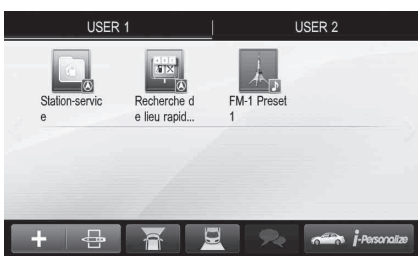 USER 1 USER 2
Station-servic Recherche d FM-1 Preset
e e lieu rapid... 1
i-Personalize